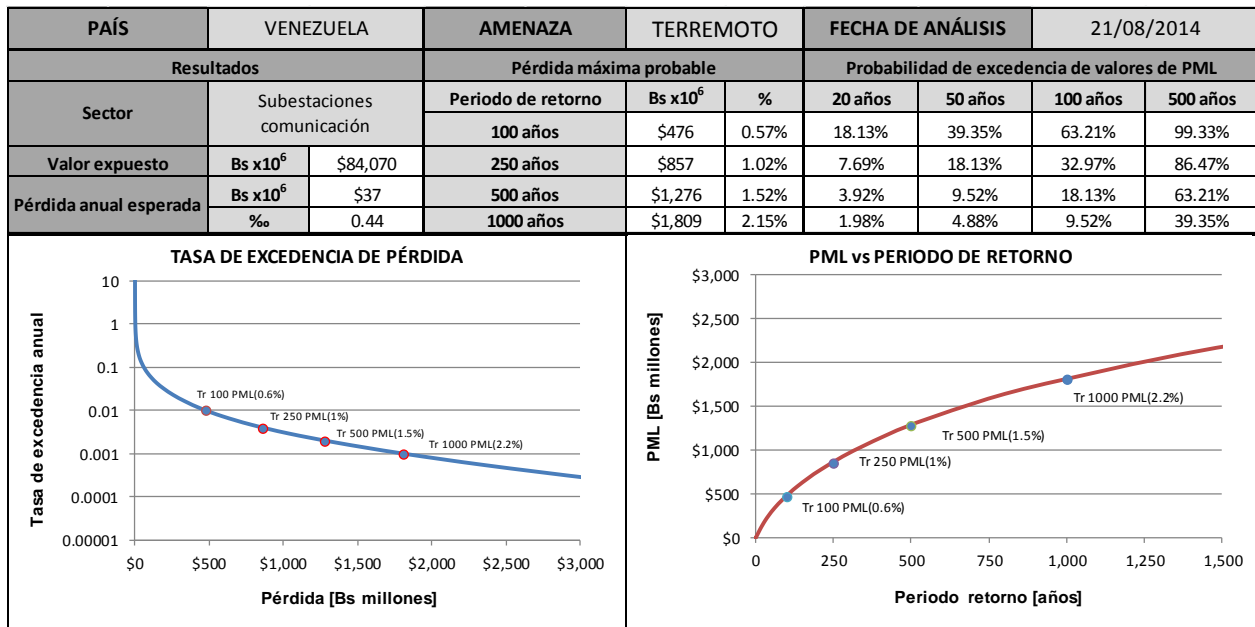 PAÍS VENEZUELA AMENAZA TERREMOTO FECHA DE ANÁLISIS 21/08/2014
Resultados Pérdida máxima probable Probabilidad de excedencia de valores de PML
Sector Subestaciones comunicación Periodo de retorno Bs x10⁶ % 20 años 50 años 100 años 500 años
100 años $476 0.57% 18.13% 39.35% 63.21% 99.33%
Valor expuesto Bs x10⁶ $84,070 250 años $857 1.02% 7.69% 18.13% 32.97% 86.47%
Pérdida anual esperada Bs x10⁶ $37 500 años $1,276 1.52% 3.92% 9.52% 18.13% 63.21%
‰ 0.44 1000 años $1,809 2.15% 1.98% 4.88% 9.52% 39.35%
TASA DE EXCEDENCIA DE PÉRDIDA
Tasa de excedencia anual
10
1
0.1
0.01
0.001
0.0001
0.00001
Tr 100 PML(0.6%)
Tr 250 PML(1%)
Tr 500 PML(1.5%)
Tr 1000 PML(2.2%)
$0 $500 $1,000 $1,500 $2,000 $2,500 $3,000
Pérdida [Bs millones]
PML vs PERIODO DE RETORNO
PML [Bs millones]
$3,000
$2,500
$2,000
$1,500
$1,000
$500
$0
Tr 1000 PML(2.2%)
Tr 500 PML(1.5%)
Tr 250 PML(1%)
Tr 100 PML(0.6%)
0 250 500 750 1,000 1,250 1,500
Periodo retorno [años]